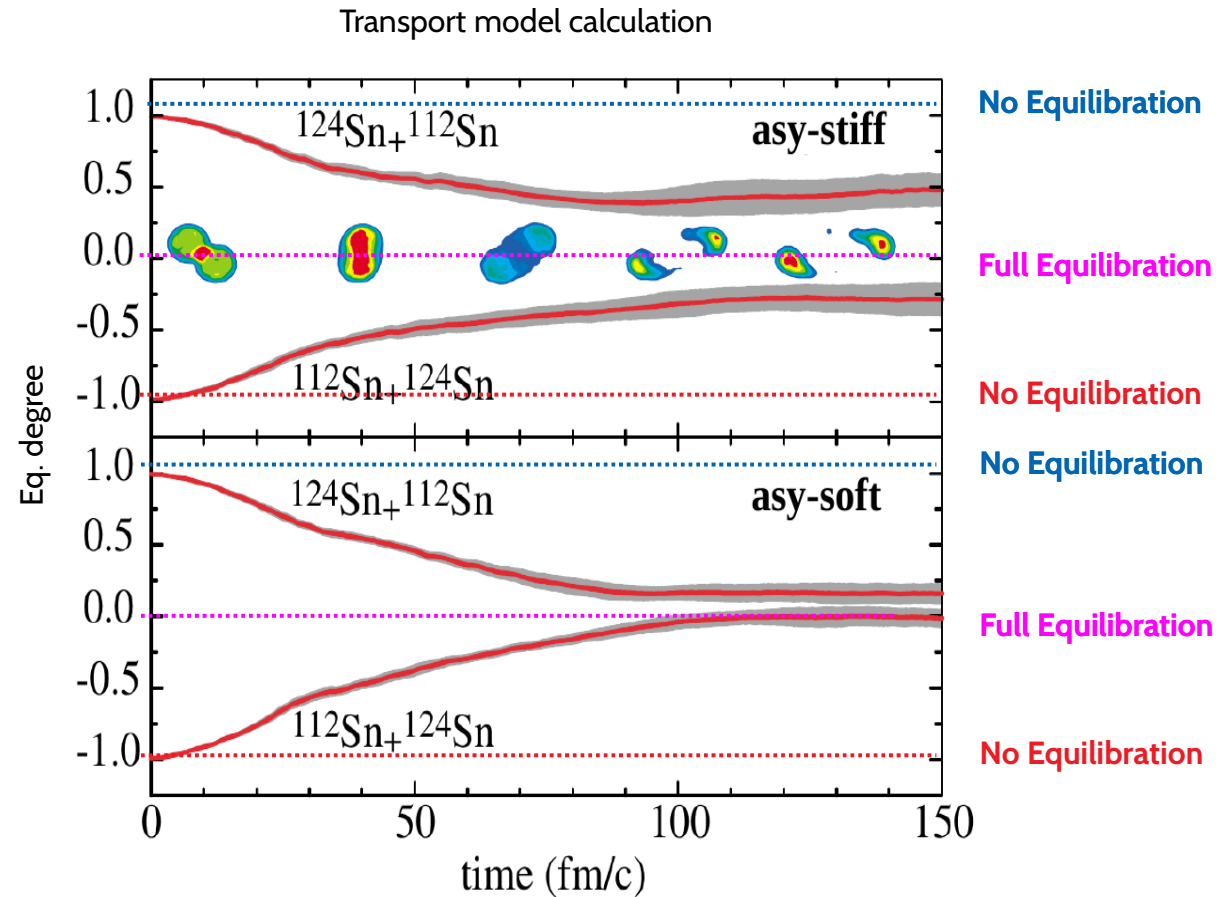 Transport model calculation
1.0
0.5
0.0
-0.5
-1.0
¹²⁴Sn+¹¹²Sn
asy-stiff
¹¹²Sn+¹²⁴Sn
No Equilibration
Full Equilibration
No Equilibration
Eq. degree
1.0
0.5
0.0
-0.5
-1.0
¹²⁴Sn+¹¹²Sn
asy-soft
¹¹²Sn+¹²⁴Sn
No Equilibration
Full Equilibration
No Equilibration
0 50 100 150
time (fm/c)